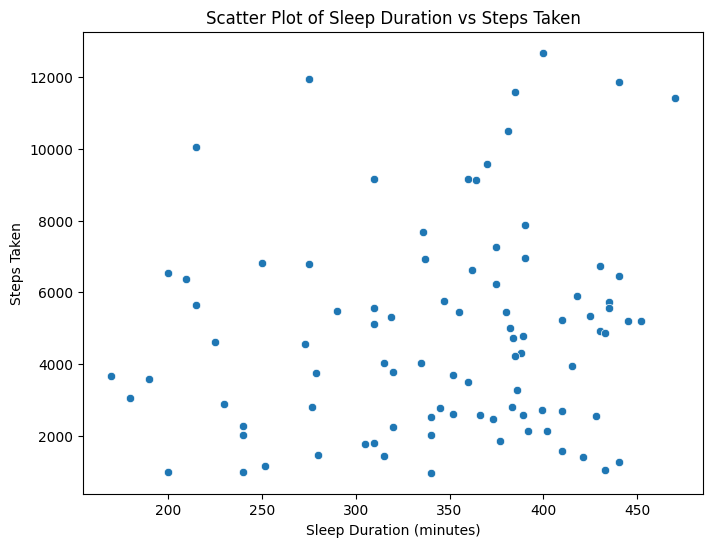 Scatter Plot of Sleep Duration vs Steps Taken
12000
10000
8000
6000
4000
2000
Steps Taken
200 250 300 350 400 450
Sleep Duration (minutes)